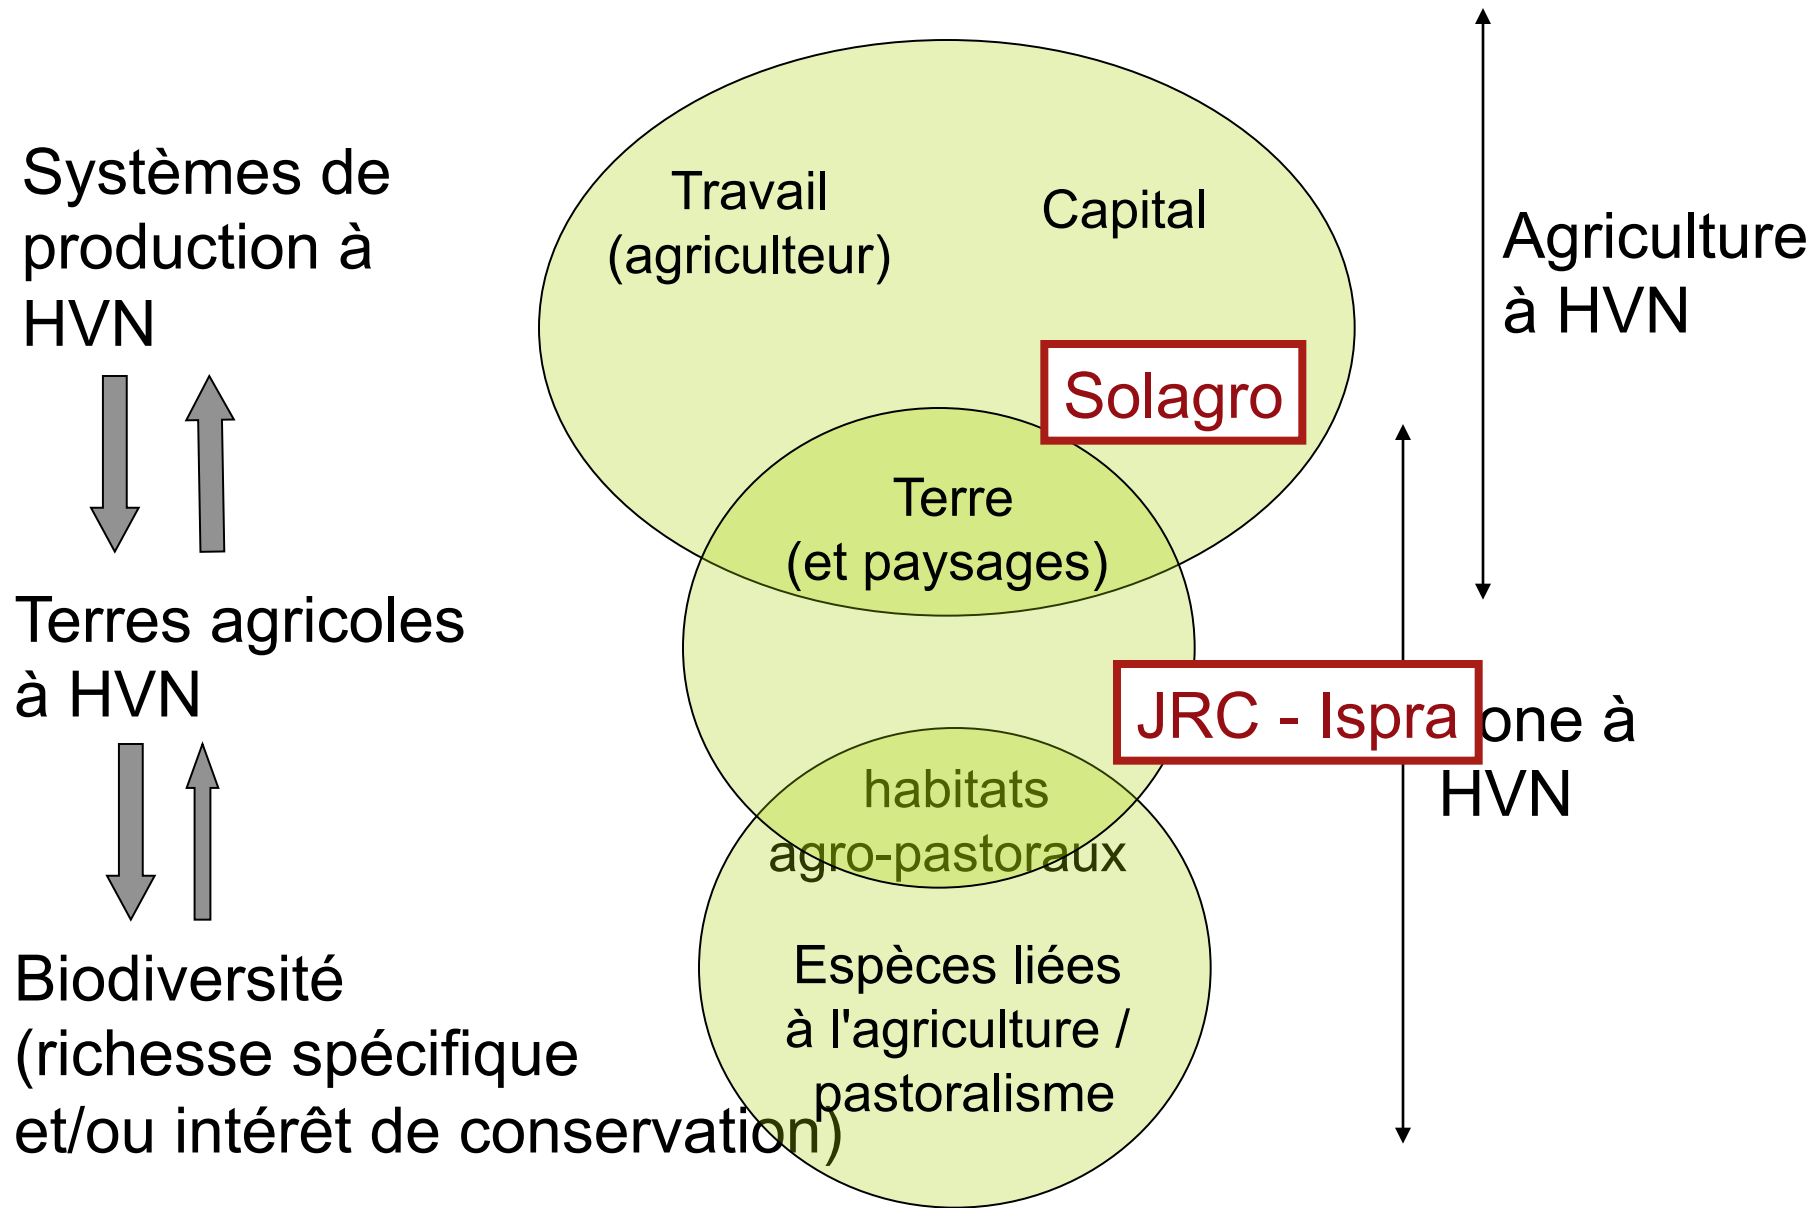 Systèmes de
production à
HVN
Terres agricoles
à HVN
Biodiversité
(richesse spécifique
et/ou intérêt de conservation)
Travail
(agriculteur)
Capital
Solagro
Terre
(et paysages)
JRC - Ispra
habitats
agro-pastoraux
Espèces liées
à l'agriculture /
pastoralisme
Agriculture
à HVN
one à
HVN